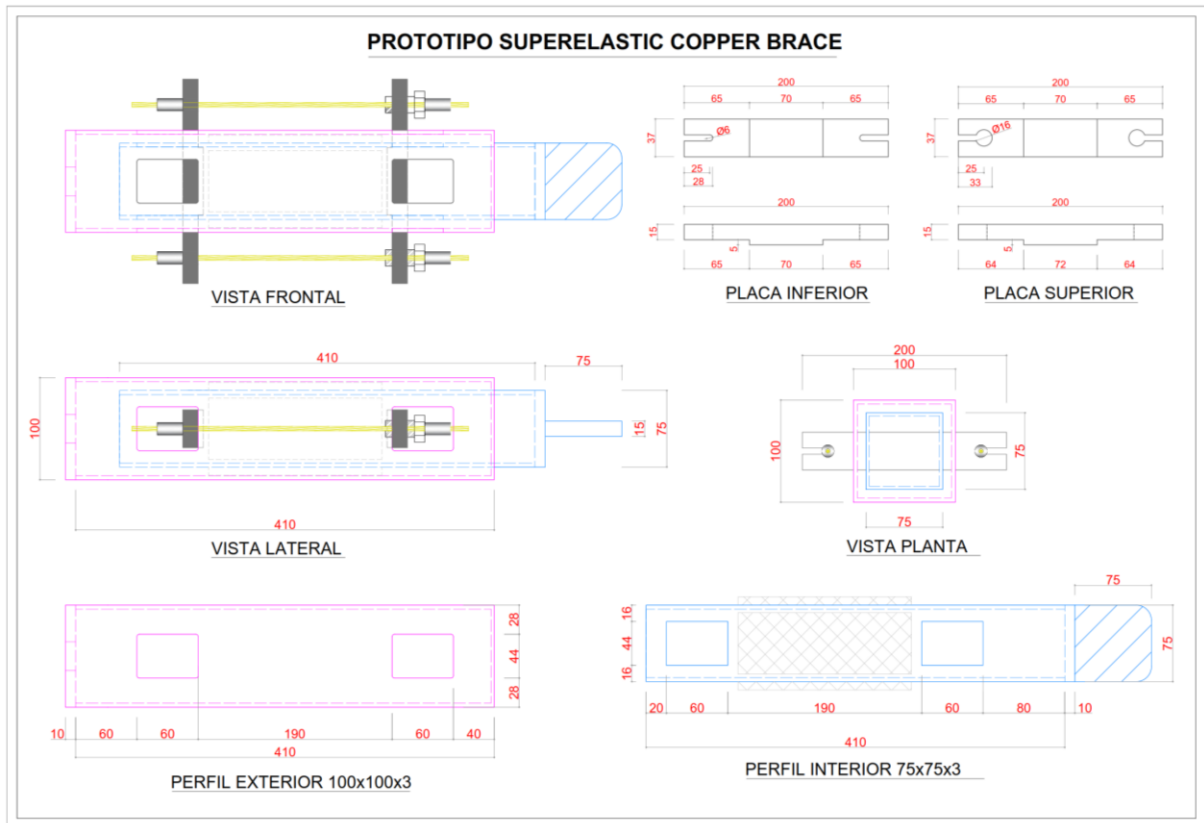 PROTOTIPO SUPERELASTIC COPPER BRACE
VISTA FRONTAL
200
65 70 65
37
Ø6
25
28
200
15
5
65 70 65
PLACA INFERIOR
200
65 70 65
37
Ø16
25
33
200
15
5
64 72 64
PLACA SUPERIOR
410
75
100
15
75
410
VISTA LATERAL
200
100
100
75
75
VISTA PLANTA
28
44
28
10 60 60 190 60 40
410
PERFIL EXTERIOR 100x100x3
75
16
44
16
75
20 60 190 60 80 10
410
PERFIL INTERIOR 75x75x3